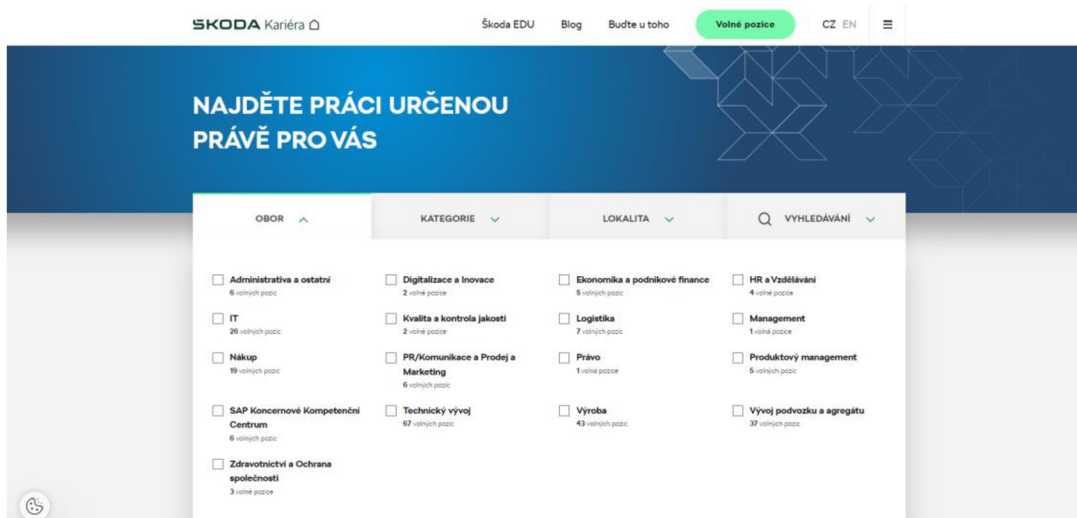 ŠKODA Kariéra
Škoda EDU
Blog
Buďte u toho
Volné pozice
CZ EN
NAJDĚTE PRÁCI URČENOU
PRÁVĚ PRO VÁS
OBOR
KATEGORIE
LOKALITA
VYHLEDÁVÁNÍ
Administrativa a ostatní
6 volných pozic
Digitalizace a Inovace
2 volné pozice
Ekonomika a podnikové finance
5 volných pozic
HR a Vzdělávání
4 volné pozice
IT
26 volných pozic
Kvalita a kontrola jakosti
2 volné pozice
Logistika
7 volných pozic
Management
1 volná pozice
Nákup
19 volných pozic
PR/Komunikace a Prodej a
Marketing
6 volných pozic
Právo
1 volná pozice
Produktový management
5 volných pozic
SAP Koncernové Kompetenční
Centrum
6 volných pozic
Technický vývoj
67 volných pozic
Výroba
43 volných pozic
Vývoj podvozku a agregátu
37 volných pozic
Zdravotnictví a Ochrana
společnosti
3 volné pozice